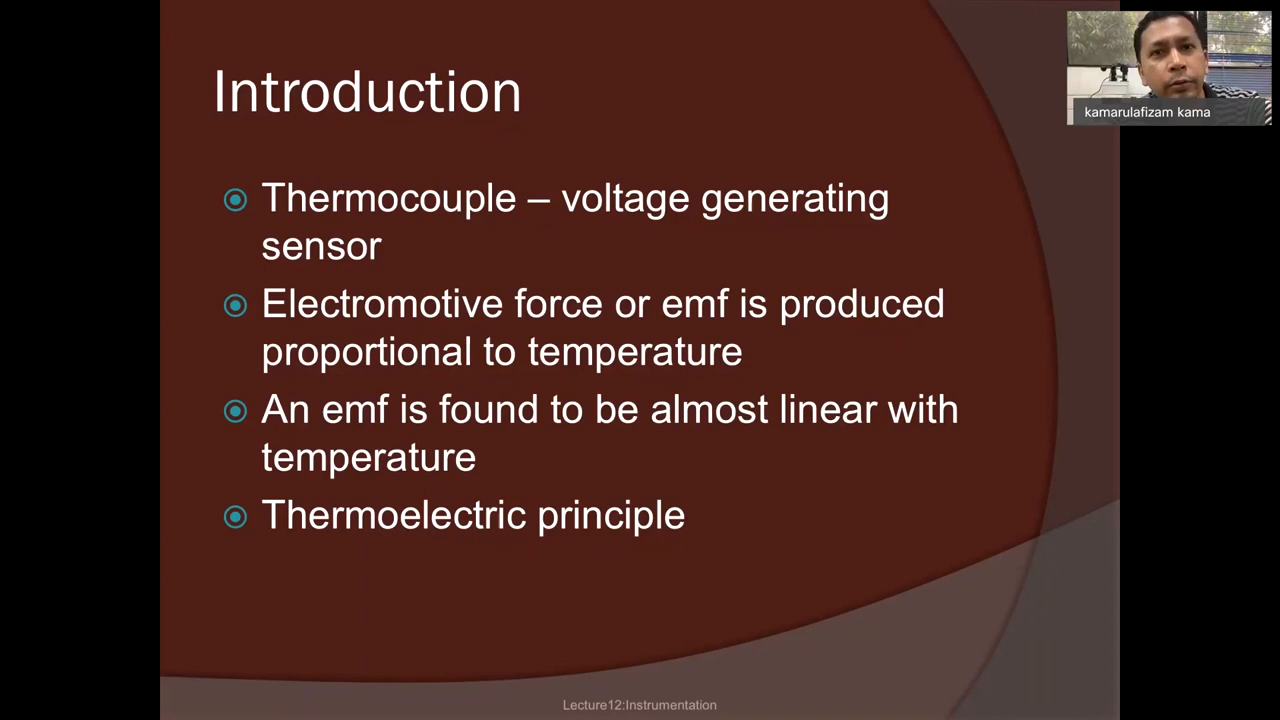 Introduction
kamarulafizam kama
Thermocouple – voltage generating
sensor
Electromotive force or emf is produced
proportional to temperature
An emf is found to be almost linear with
temperature
Thermoelectric principle
Lecture12:Instrumentation